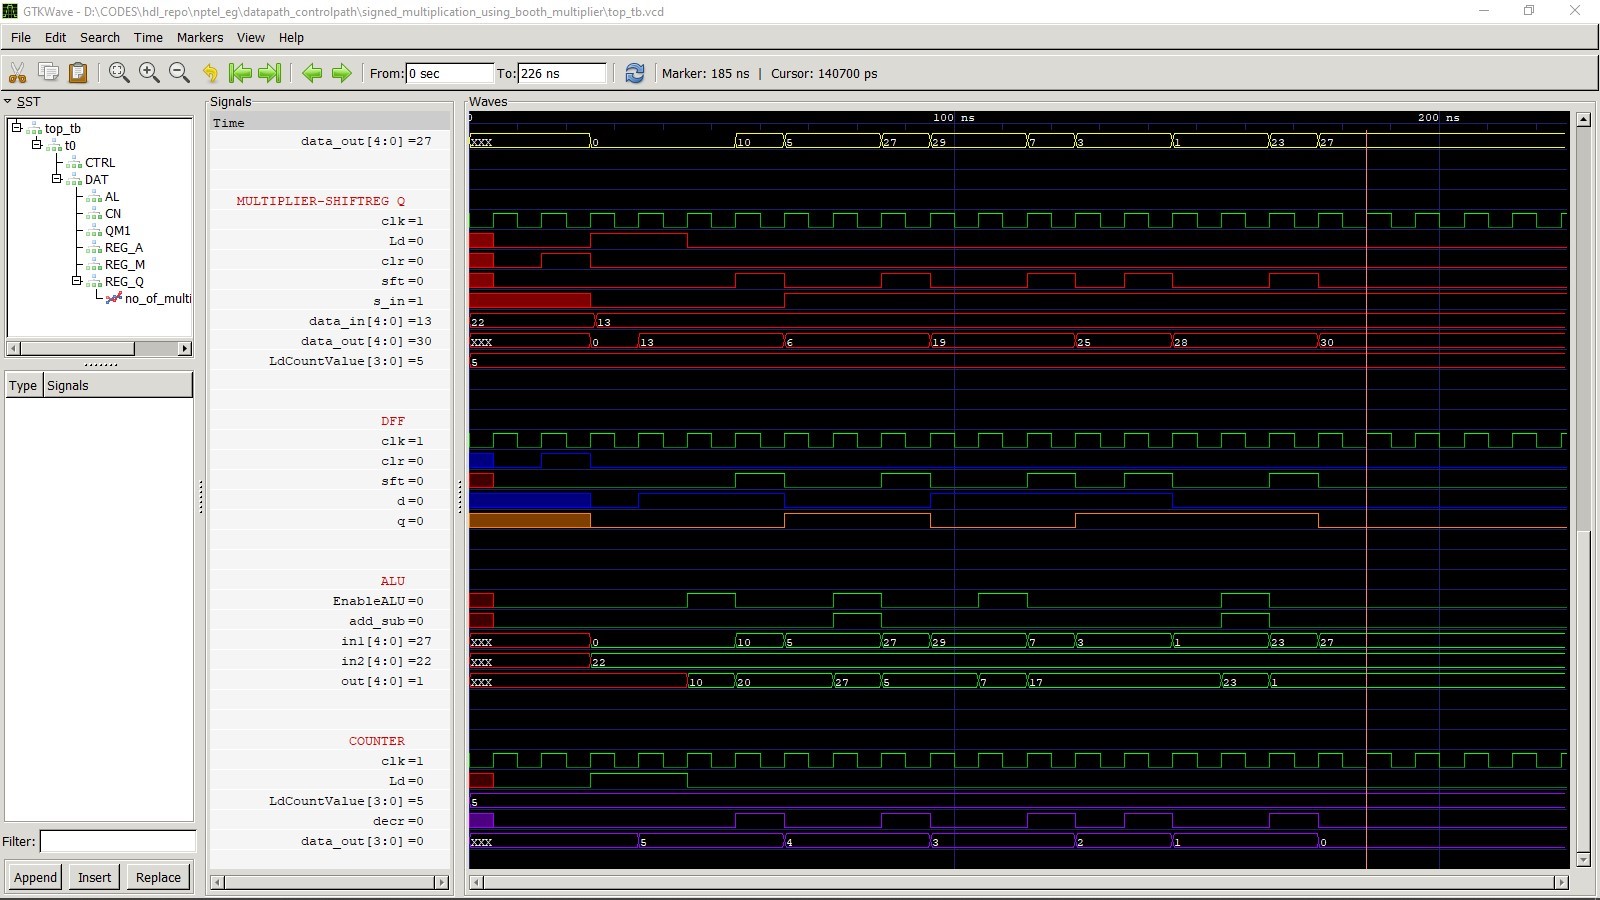 GTKWave - D:\CODES\hdl_repo\nptel_eg\datapath_controlpath\signed_multiplication_using_booth_multiplier\top_tb.vcd
File Edit Search Time Markers View Help
From: 0 sec To: 226 ns Marker: 185 ns | Cursor: 140700 ps
SST
top_tb
t0
CTRL
DAT
AL
CN
QM1
REG_A
REG_M
REG_Q
no_of_multi
Type Signals
Filter:
Append Insert Replace
Signals
Time
data_out[4:0] =27
MULTIPLIER-SHIFTREG Q
clk=1
Ld=0
clr=0
sft=0
s_in=1
data_in[4:0] =13
data_out[4:0] =30
LdCountValue[3:0] =5
DFF
clk=1
clr=0
sft=0
d=0
q=0
ALU
EnableALU=0
add_sub=0
in1[4:0] =27
in2[4:0] =22
out[4:0] =1
COUNTER
clk=1
Ld=0
LdCountValue[3:0] =5
decr=0
data_out[3:0] =0
Waves
0 100 ns 200 ns
XXX 0 10 5 27 29 7 3 1 23 27
22 13
XXX 0 13 6 19 25 28 30
5
XXX 0 10 5 27 29 7 3 1 23 27
XXX 22
XXX 10 20 27 5 7 17 23 1
5
XXX 5 4 3 2 1 0